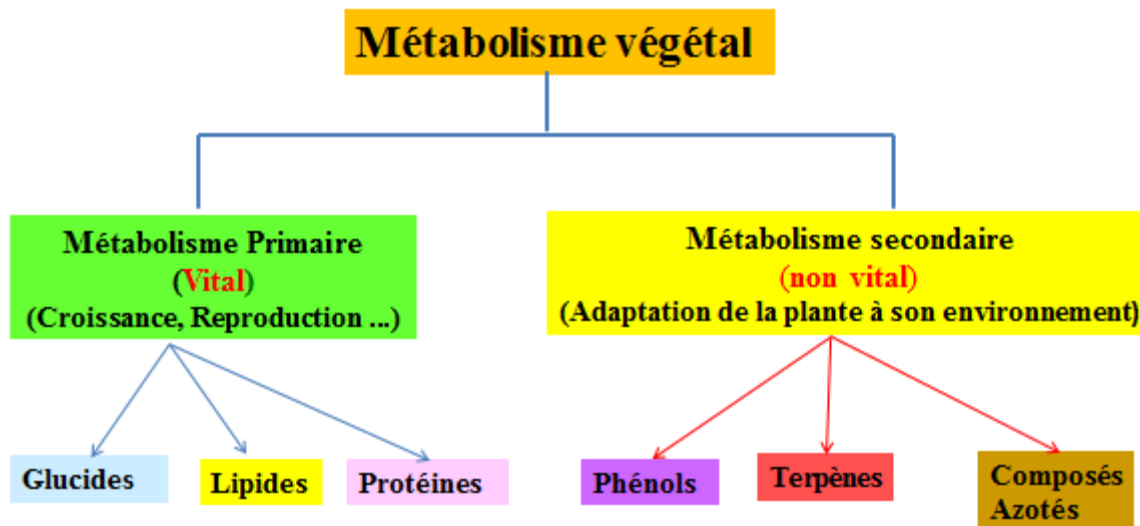 Métabolisme végétal
Métabolisme Primaire
(Vital)
(Croissance, Reproduction ...)
Métabolisme secondaire
(non vital)
(Adaptation de la plante à son environnement)
Glucides
Lipides
Protéines
Phénols
Terpènes
Composés
Azotés